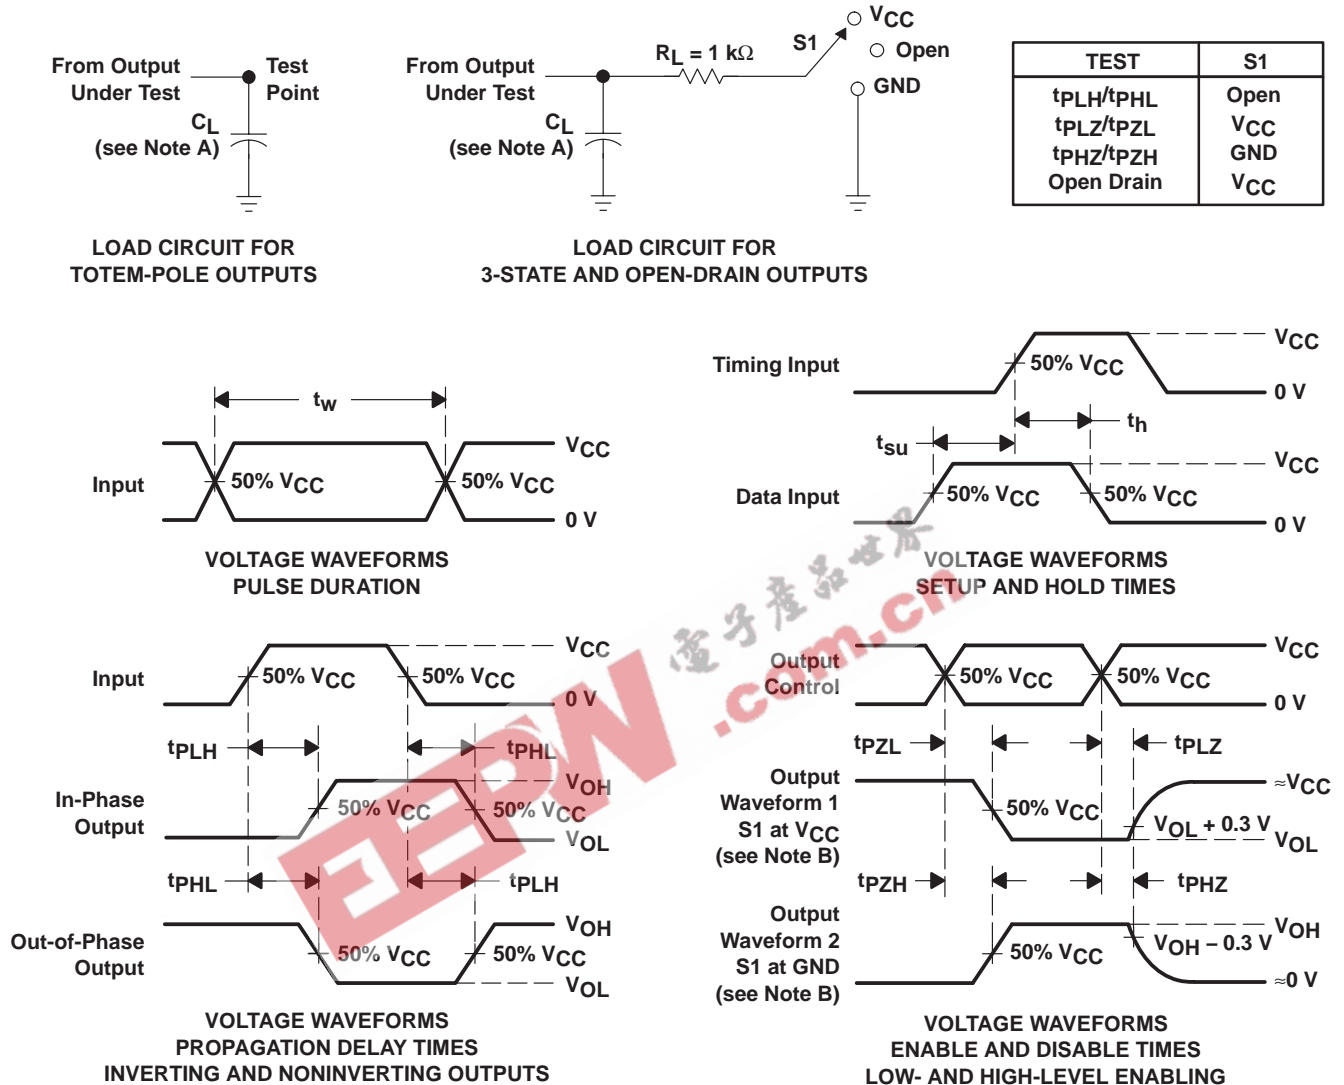 From Output
Under Test
Test
Point
CL
(see Note A)
LOAD CIRCUIT FOR
TOTEM-POLE OUTPUTS
From Output
Under Test
CL
(see Note A)
RL = 1 kΩ
S1
VCC
Open
GND
LOAD CIRCUIT FOR
3-STATE AND OPEN-DRAIN OUTPUTS
TEST S1
tPLH/tPHL Open
tPLZ/tPZL VCC
tPHZ/tPZH GND
Open Drain VCC
tw
Input
50% VCC
50% VCC
VCC
0 V
VOLTAGE WAVEFORMS
PULSE DURATION
Timing Input
50% VCC
VCC
0 V
tsu
th
Data Input
50% VCC
50% VCC
VCC
0 V
VOLTAGE WAVEFORMS
SETUP AND HOLD TIMES
Input
50% VCC
50% VCC
VCC
0 V
tPLH
tPHL
In-Phase
Output
50% VCC
50% VCC
VOH
VOL
tPHL
tPLH
Out-of-Phase
Output
50% VCC
50% VCC
VOH
VOL
VOLTAGE WAVEFORMS
PROPAGATION DELAY TIMES
INVERTING AND NONINVERTING OUTPUTS
Output
Control
50% VCC
50% VCC
VCC
0 V
tPZL
tPLZ
Output
Waveform 1
S1 at VCC
(see Note B)
50% VCC
VOL + 0.3 V
≈VCC
VOL
tPZH
tPHZ
Output
Waveform 2
S1 at GND
(see Note B)
50% VCC
VOH − 0.3 V
VOH
≈0 V
VOLTAGE WAVEFORMS
ENABLE AND DISABLE TIMES
LOW- AND HIGH-LEVEL ENABLING
EEPW
電子產品世界
.com.cn